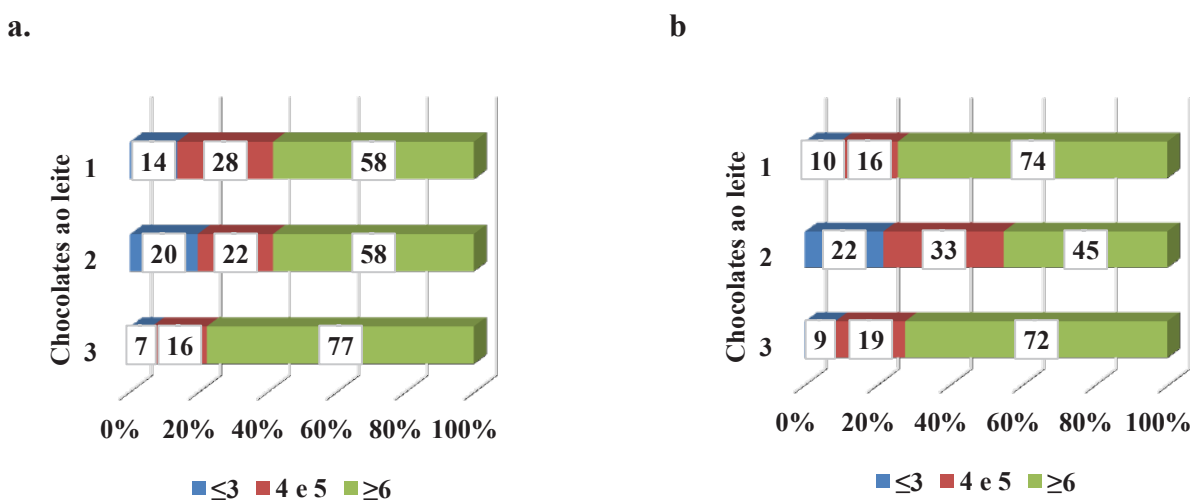 a.
Chocolates ao leite
1
14 28 58
2
20 22 58
3
7 16 77
0% 20% 40% 60% 80% 100%
≤3 4 e 5 ≥6
b
Chocolates ao leite
1
10 16 74
2
22 33 45
3
9 19 72
0% 20% 40% 60% 80% 100%
≤3 4 e 5 ≥6